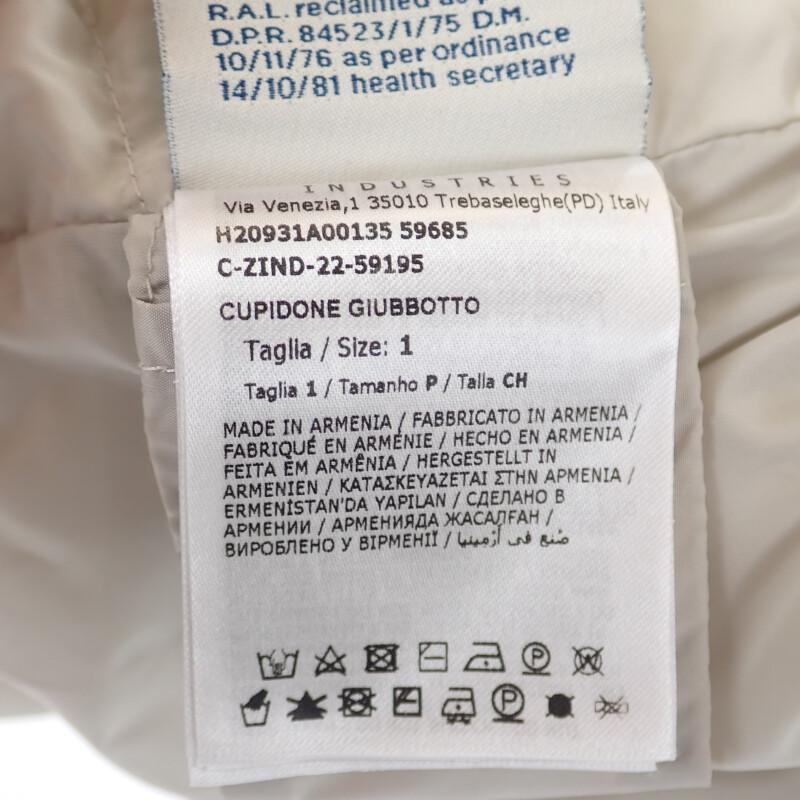 R.A.L. reclaimed as p
D.P.R. 84523/1/75 D.M.
10/11/76 as per ordinance
14/10/81 health secretary
INDUSTRIES
Via Venezia,1 35010 Trebaseleghe(PD) Italy
H20931A00135 59685
C-ZIND-22-59195
CUPIDONE GIUBBOTTO
Taglia / Size: 1
Taglia 1 / Tamanho P / Talla CH
MADE IN ARMENIA / FABBRICATO IN ARMENIA /
FABRIQUÉ EN ARMÉNIE / HECHO EN ARMENIA /
FEITA EM ARMÊNIA / HERGESTELLT IN
ARMENIEN / ΚΑΤΑΣΚΕΥΑΖΕΤΑΙ ΣΤΗΝ ΑΡΜΕΝΙΑ /
ERMENİSTAN'DA YAPILAN / СДЕЛАНО В
АРМЕНИИ / АРМЕНИЯДА ЖАСАЛҒАН /
ВИРОБЛЕНО У ВІРМЕНІЇ / صُنع في أرمينيا
P W
P